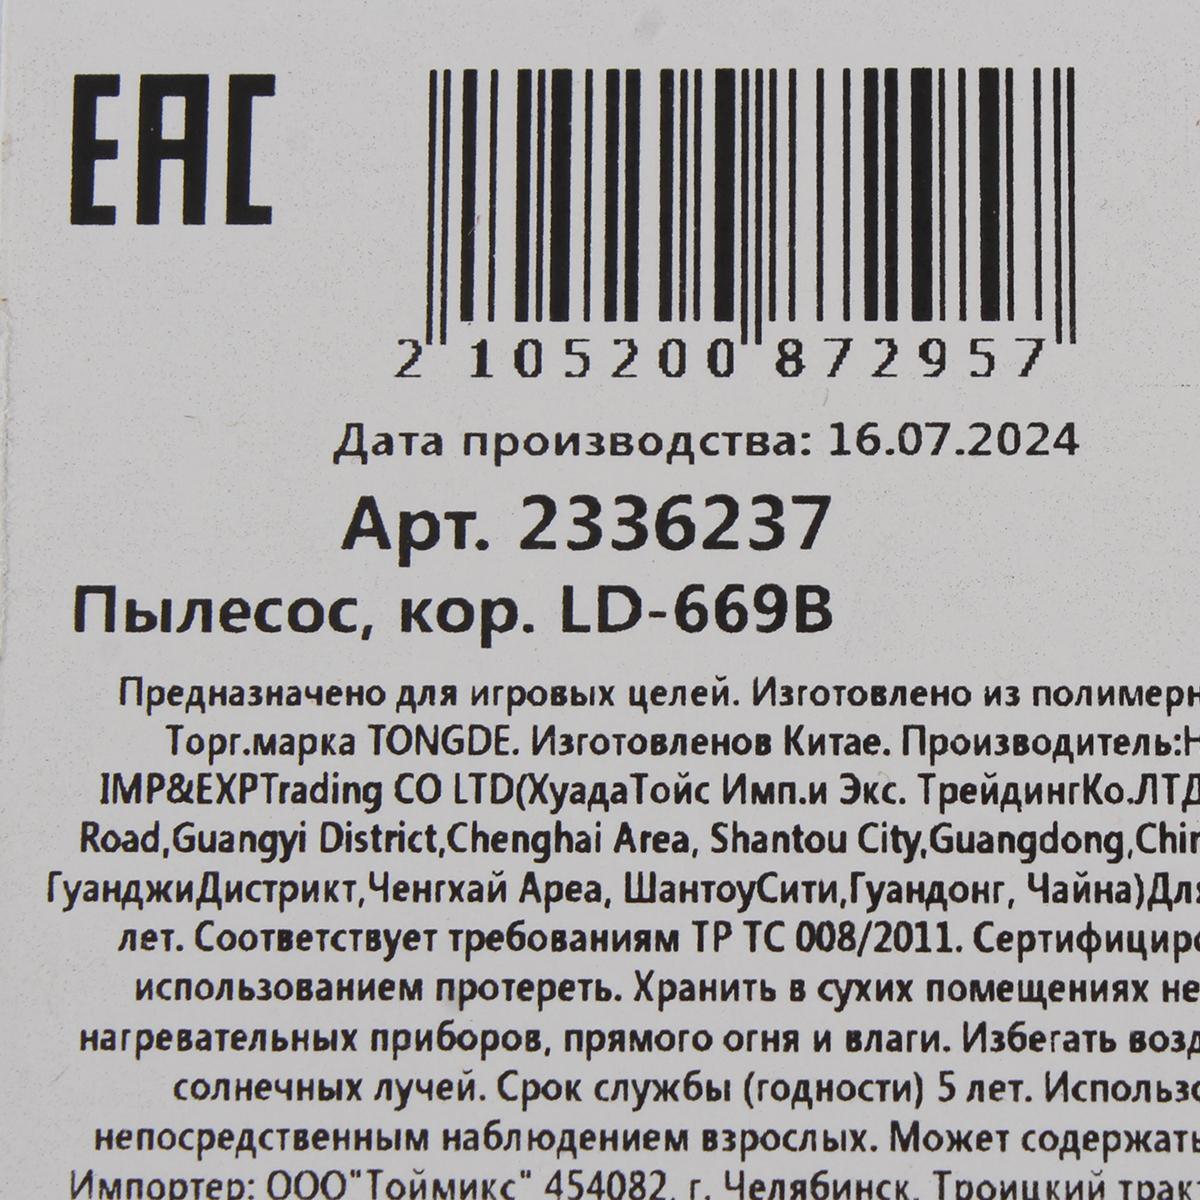 EAC
2 105200 872957
Дата производства: 16.07.2024
Арт. 2336237
Пылесос, кор. LD-669B
Предназначено для игровых целей. Изготовлено из
Торг.марка TONGDE. Изготовленов Китае. Производитель:
IMP&EXPTrading CO LTD(ХуадаТойс Имп.и Экс. ТрейдингКо.ЛТД
Road,Guangyi District,Chenghai Area, Shantou City,Guangdong,
ГуанджиДистрикт,Ченгхай Ареа, ШантоуСити,Гуандонг, Чайна)
лет. Соответствует требованиям ТР ТС 008/2011.
использованием протереть. Хранить в сухих помещениях не
нагревательных приборов, прямого огня и влаги. Избегать
солнечных лучей. Срок службы (годности) 5 лет.
непосредственным наблюдением взрослых. Может содержать
Импортер: ООО"Тоймикс" 454082, г. Челябинск, Троицкий